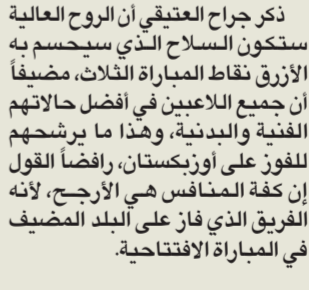 ذكر جراح العتيقي أن الروح العالية
ستكون السلاح الذي سيحسم به
الأزرق نقاط المباراة الثلاث، مضيفاً
أن جميع اللاعبين في أفضل حالاتهم
الفنية والبدنية، وهذا ما يرشحهم
للفوز على أوزبكستان، رافضاً القول
إن كفة المنافس هي الأرجح، لأنه
الفريق الذي فاز على البلد المضيف
في المباراة الافتتاحية.